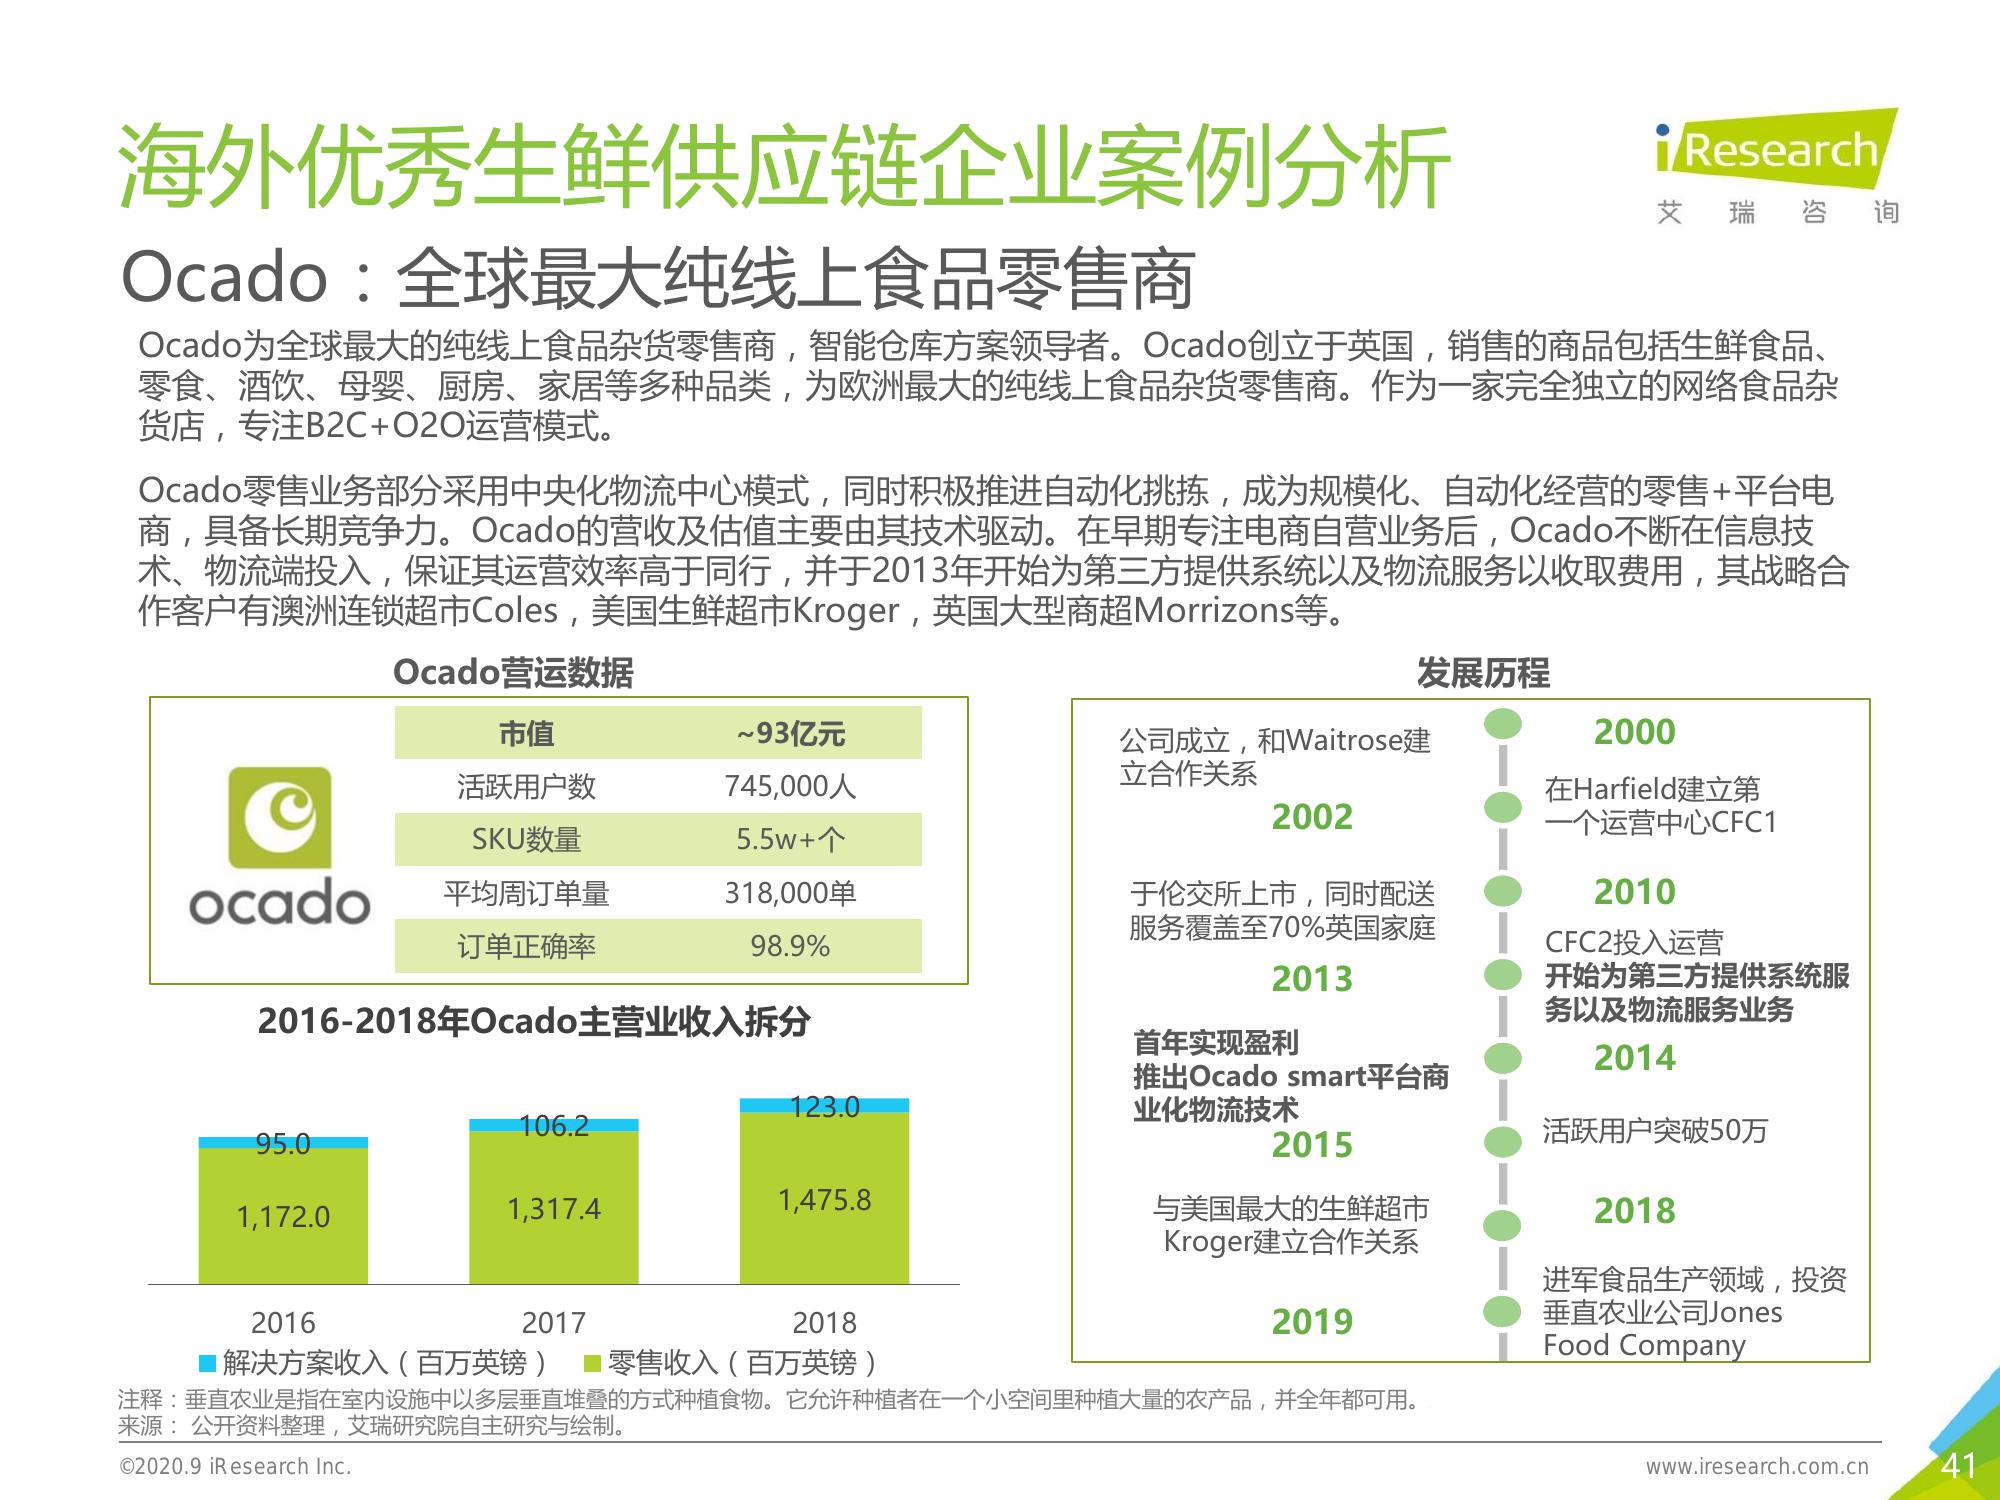 海外优秀生鲜供应链企业案例分析
iResearch
艾瑞咨询
Ocado：全球最大纯线上食品零售商
Ocado为全球最大的纯线上食品杂货零售商，智能仓库方案领导者。Ocado创立于英国，销售的商品包括生鲜食品、
零食、酒饮、母婴、厨房、家居等多种品类，为欧洲最大的纯线上食品杂货零售商。作为一家完全独立的网络食品杂
货店，专注B2C+O2O运营模式。
Ocado零售业务部分采用中央化物流中心模式，同时积极推进自动化挑拣，成为规模化、自动化经营的零售+平台电
商，具备长期竞争力。Ocado的营收及估值主要由其技术驱动。在早期专注电商自营业务后，Ocado不断在信息技
术、物流端投入，保证其运营效率高于同行，并于2013年开始为第三方提供系统以及物流服务以收取费用，其战略合
作客户有澳洲连锁超市Coles，美国生鲜超市Kroger，英国大型商超Morrizons等。
Ocado营运数据
ocado
市值 ~93亿元
活跃用户数 745,000人
SKU数量 5.5w+个
平均周订单量 318,000单
订单正确率 98.9%
2016-2018年Ocado主营业收入拆分
95.0 106.2 123.0
1,172.0 1,317.4 1,475.8
2016 2017 2018
解决方案收入（百万英镑） 零售收入（百万英镑）
发展历程
2000
公司成立，和Waitrose建
立合作关系
2002
在Harfield建立第
一个运营中心CFC1
2010
于伦交所上市，同时配送
服务覆盖至70%英国家庭
2013
CFC2投入运营
开始为第三方提供系统服
务以及物流服务业务
2014
首年实现盈利
推出Ocado smart平台商
业化物流技术
2015
活跃用户突破50万
2018
与美国最大的生鲜超市
Kroger建立合作关系
2019
进军食品生产领域，投资
垂直农业公司Jones
Food Company
注释：垂直农业是指在室内设施中以多层垂直堆叠的方式种植食物。它允许种植者在一个小空间里种植大量的农产品，并全年都可用。
来源： 公开资料整理，艾瑞研究院自主研究与绘制。
©2020.9 iResearch Inc.
www.iresearch.com.cn
41